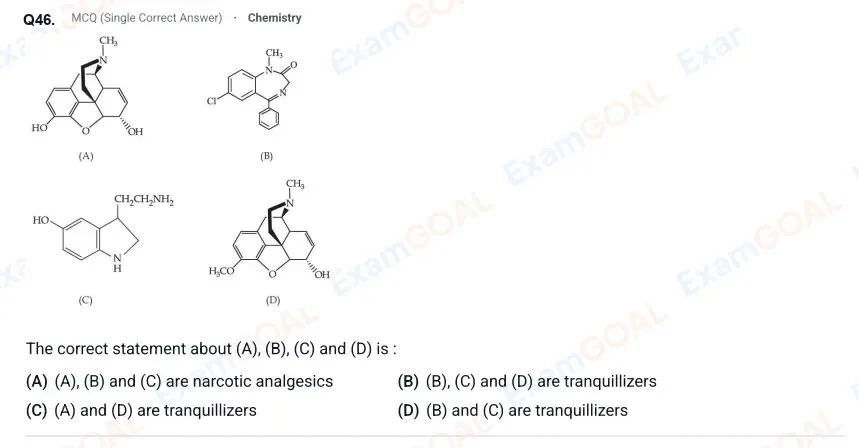 Q46. MCQ (Single Correct Answer) · Chemistry
CH₃
N
HO
O
OH
(A)
CH₃
N
O
Cl
N
(B)
CH₂CH₂NH₂
HO
N
H
(C)
CH₃
N
H₃CO
O
OH
(D)
The correct statement about (A), (B), (C) and (D) is :
(A) (A), (B) and (C) are narcotic analgesics
(B) (B), (C) and (D) are tranquillizers
(C) (A) and (D) are tranquillizers
(D) (B) and (C) are tranquillizers
ExamGOAL